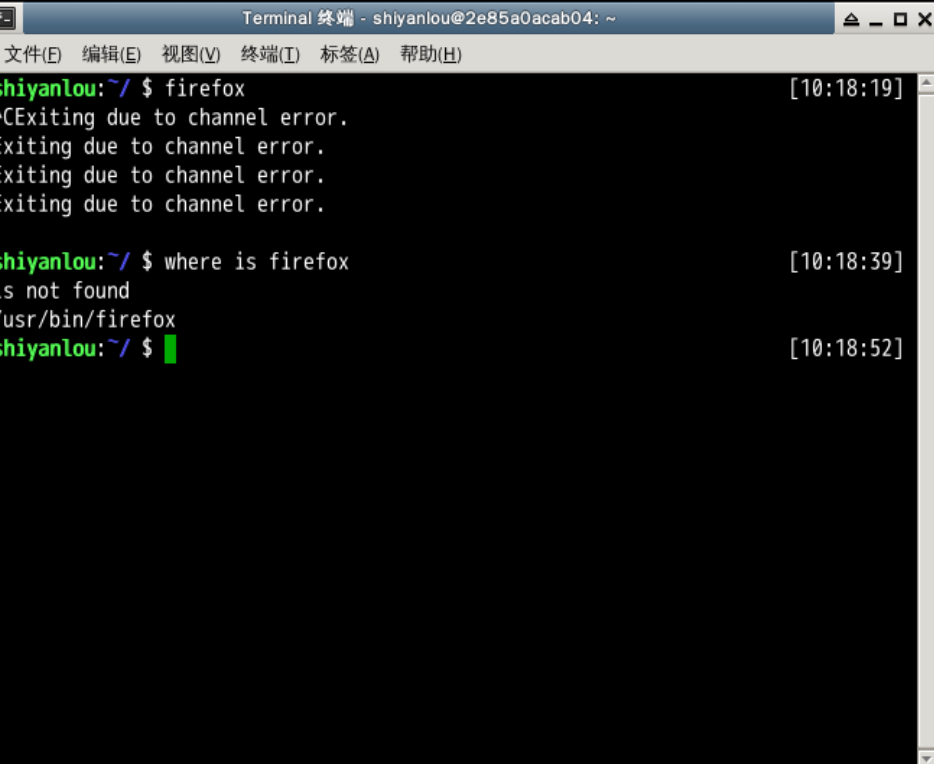 Terminal 终端 - shiyanlou@2e85a0acab04: ~
文件(F) 编辑(E) 视图(V) 终端(T) 标签(A) 帮助(H)
shiyanlou:~/ $ firefox [10:18:19]
^CExiting due to channel error.
Exiting due to channel error.
Exiting due to channel error.
Exiting due to channel error.
shiyanlou:~/ $ where is firefox [10:18:39]
is not found
/usr/bin/firefox
shiyanlou:~/ $ [10:18:52]